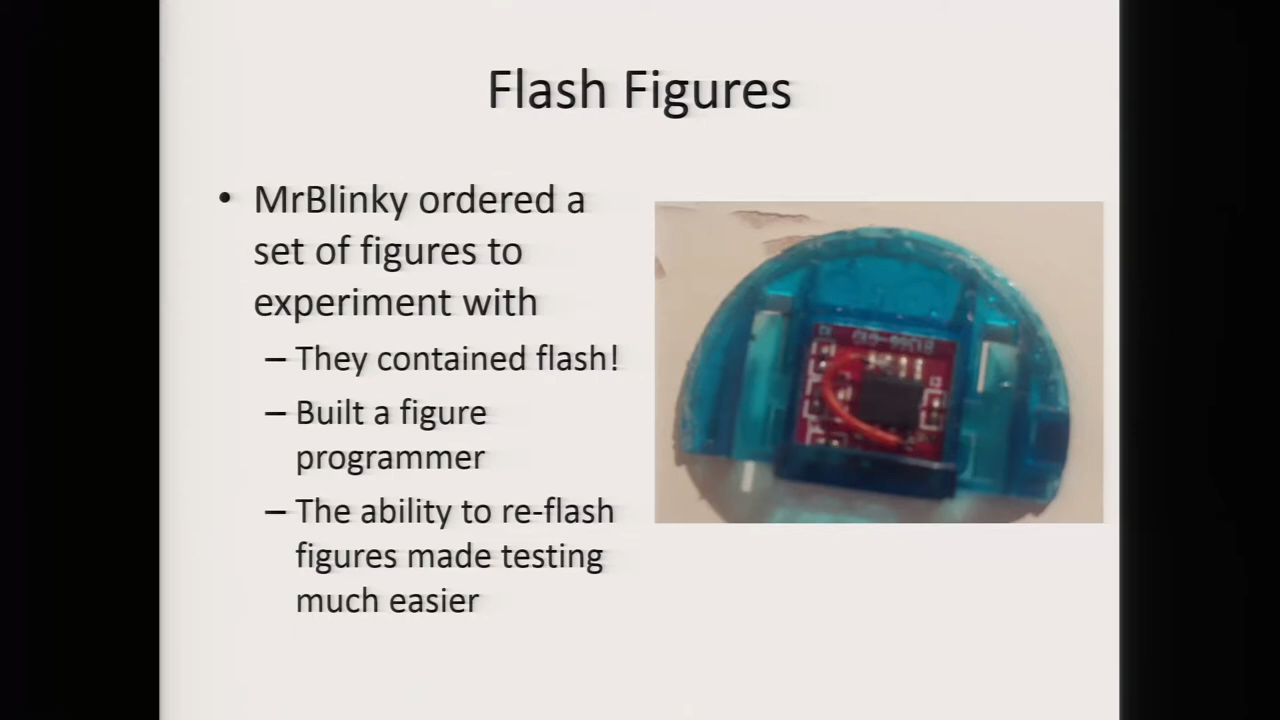 Flash Figures
• MrBlinky ordered a
set of figures to
experiment with
– They contained flash!
– Built a figure
programmer
– The ability to re-flash
figures made testing
much easier